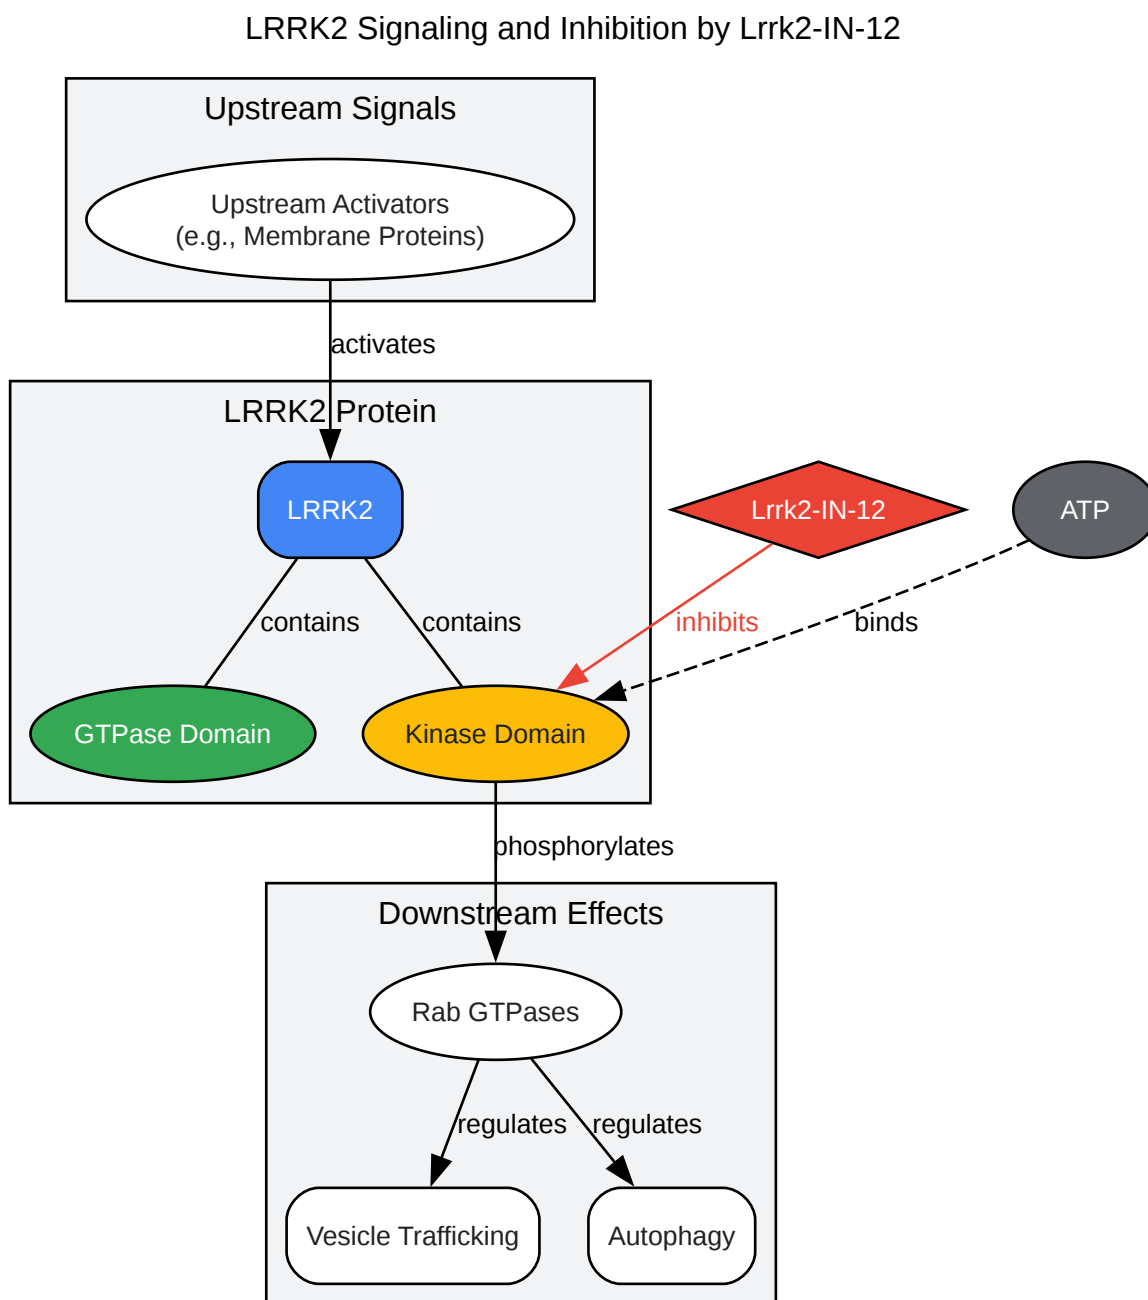 LRRK2 Signaling and Inhibition by Lrrk2-IN-12
Upstream Signals
Upstream Activators
(e.g., Membrane Proteins)
activates
LRRK2 Protein
LRRK2
Lrrk2-IN-12
ATP
contains
contains
inhibits
binds
GTPase Domain
Kinase Domain
phosphorylates
Downstream Effects
Rab GTPases
regulates
regulates
Vesicle Trafficking
Autophagy